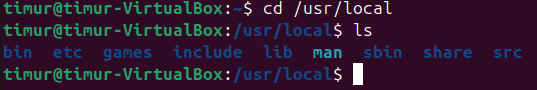 timur@timur-VirtualBox:~$ cd /usr/local
timur@timur-VirtualBox:/usr/local$ ls
bin etc games include lib man sbin share src
timur@timur-VirtualBox:/usr/local$